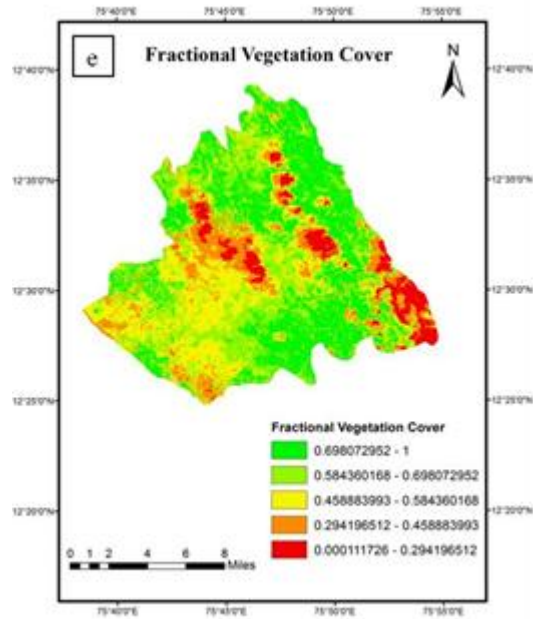 75°40'0"E 75°45'0"E 75°50'0"E 75°55'0"E
e
Fractional Vegetation Cover
N
12°40'0"N 12°40'0"N
12°35'0"N 12°35'0"N
12°30'0"N 12°30'0"N
12°25'0"N 12°25'0"N
12°20'0"N 12°20'0"N
Fractional Vegetation Cover
0.698072952 - 1
0.584360168 - 0.698072952
0.458883993 - 0.584360168
0.294196512 - 0.458883993
0.000111726 - 0.294196512
0 1 2 4 6 8
Miles
75°40'0"E 75°45'0"E 75°50'0"E 75°55'0"E